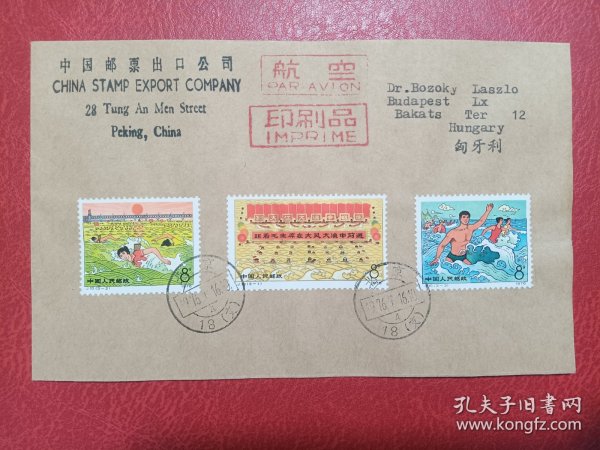 中国邮票出口公司
CHINA STAMP EXPORT COMPANY
28 Tung An Men Street
Peking, China
航空
PAR AVION
印刷品
IMPRIME
Dr. Bozoky Laszlo
Budapest Lx
Bakats Ter 12
Hungary
匈牙利
8
中国人民邮政
跟着毛主席在大风大浪中前进
中国人民邮政
8
中国人民邮政
8
18(支)
18(支)
孔夫子旧书网
www.kongfz.com